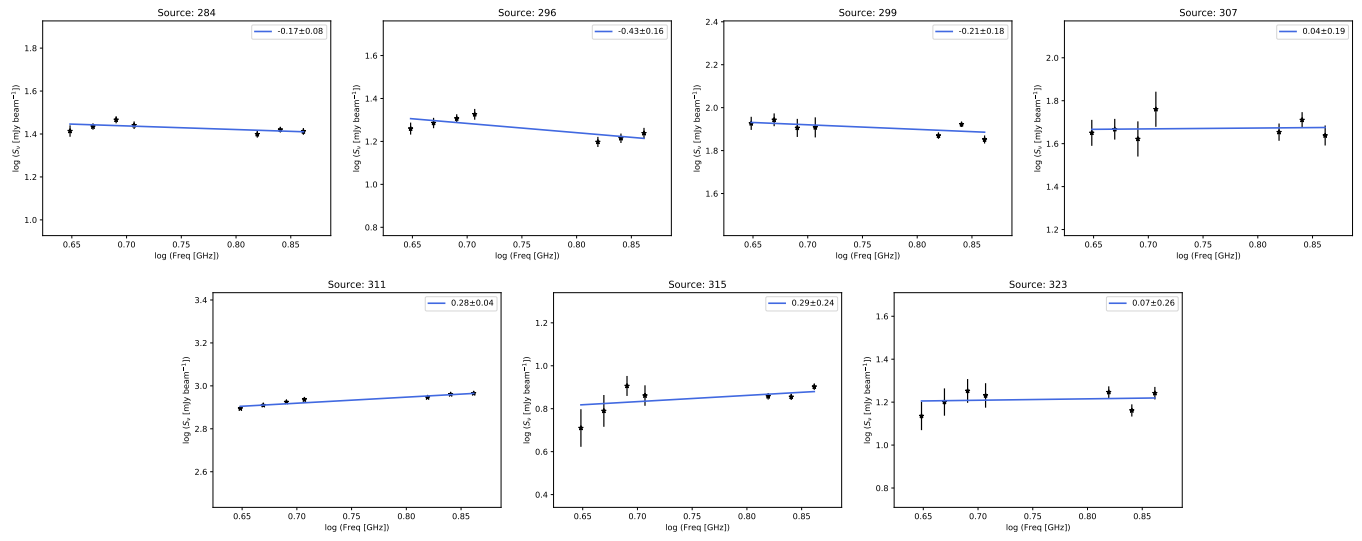 Source: 284
-0.17±0.08
1.8
1.6
1.4
1.2
1.0
log (Sν [mJy beam⁻¹])
0.65 0.70 0.75 0.80 0.85
log (Freq [GHz])
Source: 296
-0.43±0.16
1.6
1.4
1.2
1.0
0.8
log (Sν [mJy beam⁻¹])
0.65 0.70 0.75 0.80 0.85
log (Freq [GHz])
Source: 299
-0.21±0.18
2.4
2.2
2.0
1.8
1.6
log (Sν [mJy beam⁻¹])
0.65 0.70 0.75 0.80 0.85
log (Freq [GHz])
Source: 307
0.04±0.19
2.0
1.8
1.6
1.4
1.2
log (Sν [mJy beam⁻¹])
0.65 0.70 0.75 0.80 0.85
log (Freq [GHz])
Source: 311
0.28±0.04
3.4
3.2
3.0
2.8
2.6
log (Sν [mJy beam⁻¹])
0.65 0.70 0.75 0.80 0.85
log (Freq [GHz])
Source: 315
0.29±0.24
1.2
1.0
0.8
0.6
0.4
log (Sν [mJy beam⁻¹])
0.65 0.70 0.75 0.80 0.85
log (Freq [GHz])
Source: 323
0.07±0.26
1.6
1.4
1.2
1.0
0.8
log (Sν [mJy beam⁻¹])
0.65 0.70 0.75 0.80 0.85
log (Freq [GHz])